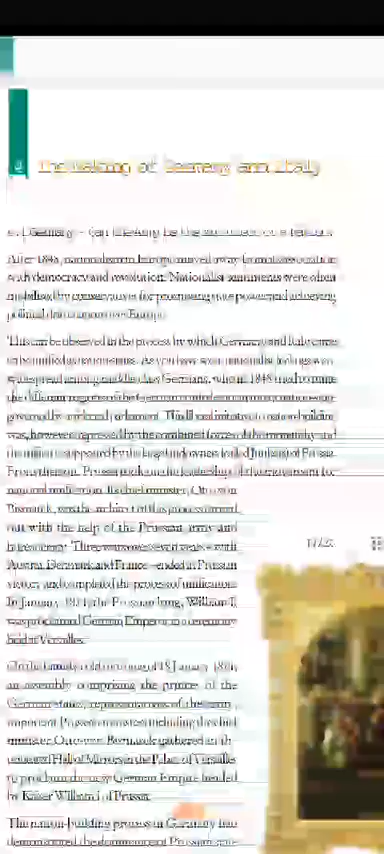 4 The Making of Germany and Italy
4.1 Germany – Can the Army be the Architect of a Nation?
After 1848, nationalism in Europe moved away from its association
with democracy and revolution. Nationalist sentiments were often
mobilised by conservatives for promoting state power and achieving
political domination over Europe.
This can be observed in the process by which Germany and Italy came
to be unified as nation-states. As you have seen, nationalist feelings were
widespread among middle-class Germans, who in 1848 tried to unite
the different regions of the German confederation into a nation-state
governed by an elected parliament. This liberal initiative to nation-building
was, however, repressed by the combined forces of the monarchy and
the military, supported by the large landowners (called Junkers) of Prussia.
From then on, Prussia took on the leadership of the movement for
national unification. Its chief minister, Otto von
Bismarck, was the architect of this process carried
out with the help of the Prussian army and
bureaucracy. Three wars over seven years – with
Austria, Denmark and France – ended in Prussian
victory and completed the process of unification.
In January 1871, the Prussian king, William I,
was proclaimed German Emperor in a ceremony
held at Versailles.
On the bitterly cold morning of 18 January 1871,
an assembly comprising the princes of the
German states, representatives of the army,
important Prussian ministers including the chief
minister Otto von Bismarck gathered in the
unheated Hall of Mirrors in the Palace of Versailles
to proclaim the new German Empire headed
by Kaiser William I of Prussia.
The nation-building process in Germany had
demonstrated the dominance of Prussian state